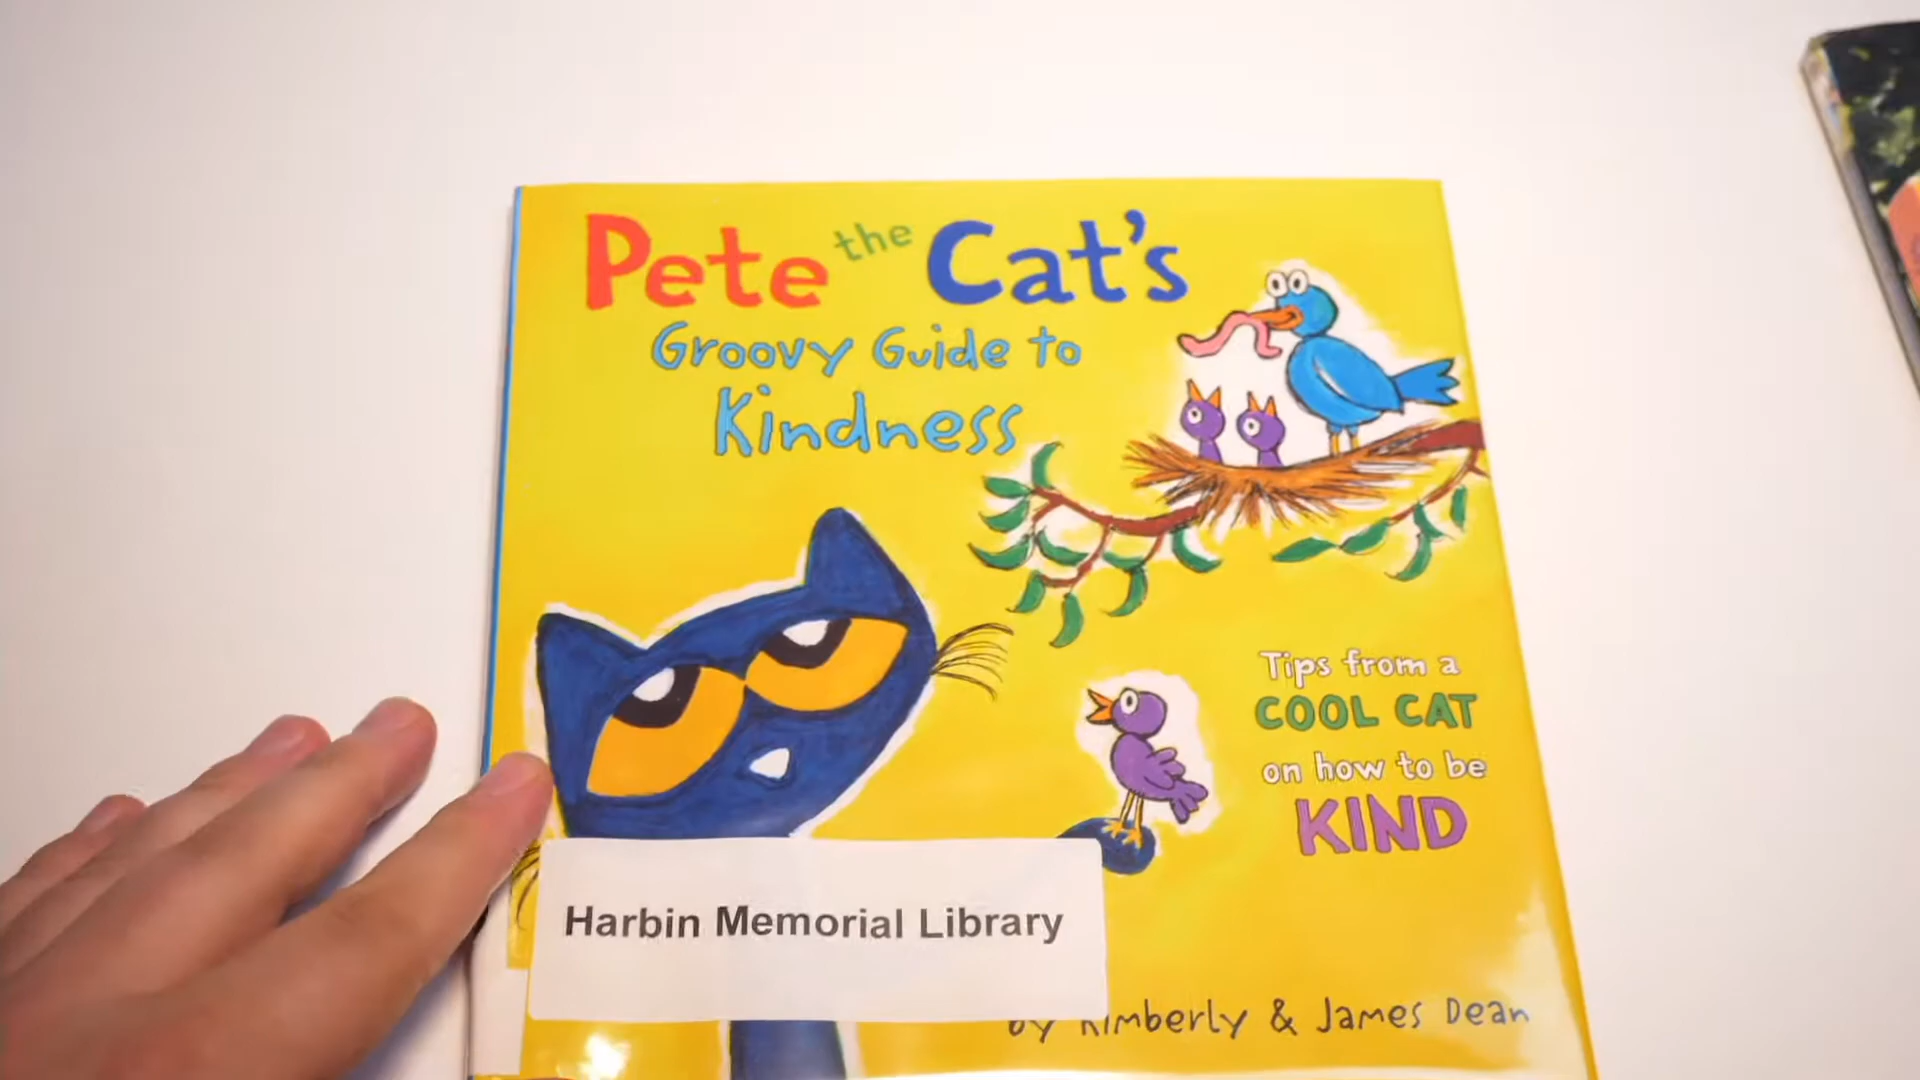 Pete the Cat's
Groovy Guide to
Kindness
Tips from a
COOL CAT
on how to be
KIND
Harbin Memorial Library
by Kimberly & James Dean